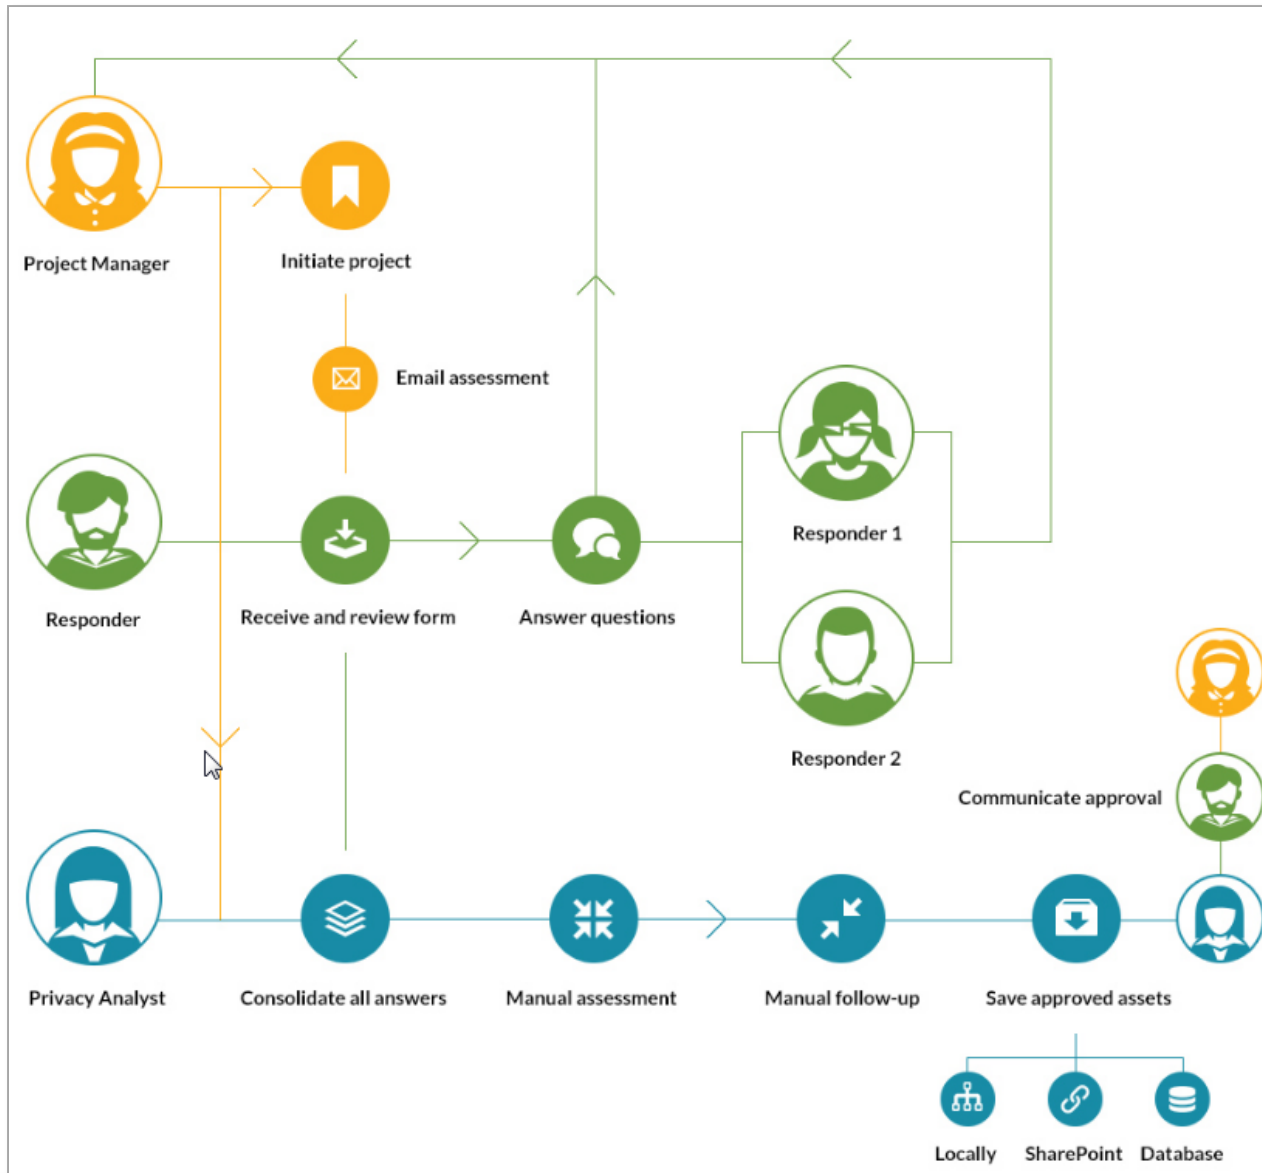 Project Manager
Initiate project
Email assessment
Responder
Receive and review form
Answer questions
Responder 1
Responder 2
Communicate approval
Privacy Analyst
Consolidate all answers
Manual assessment
Manual follow-up
Save approved assets
Locally
SharePoint
Database